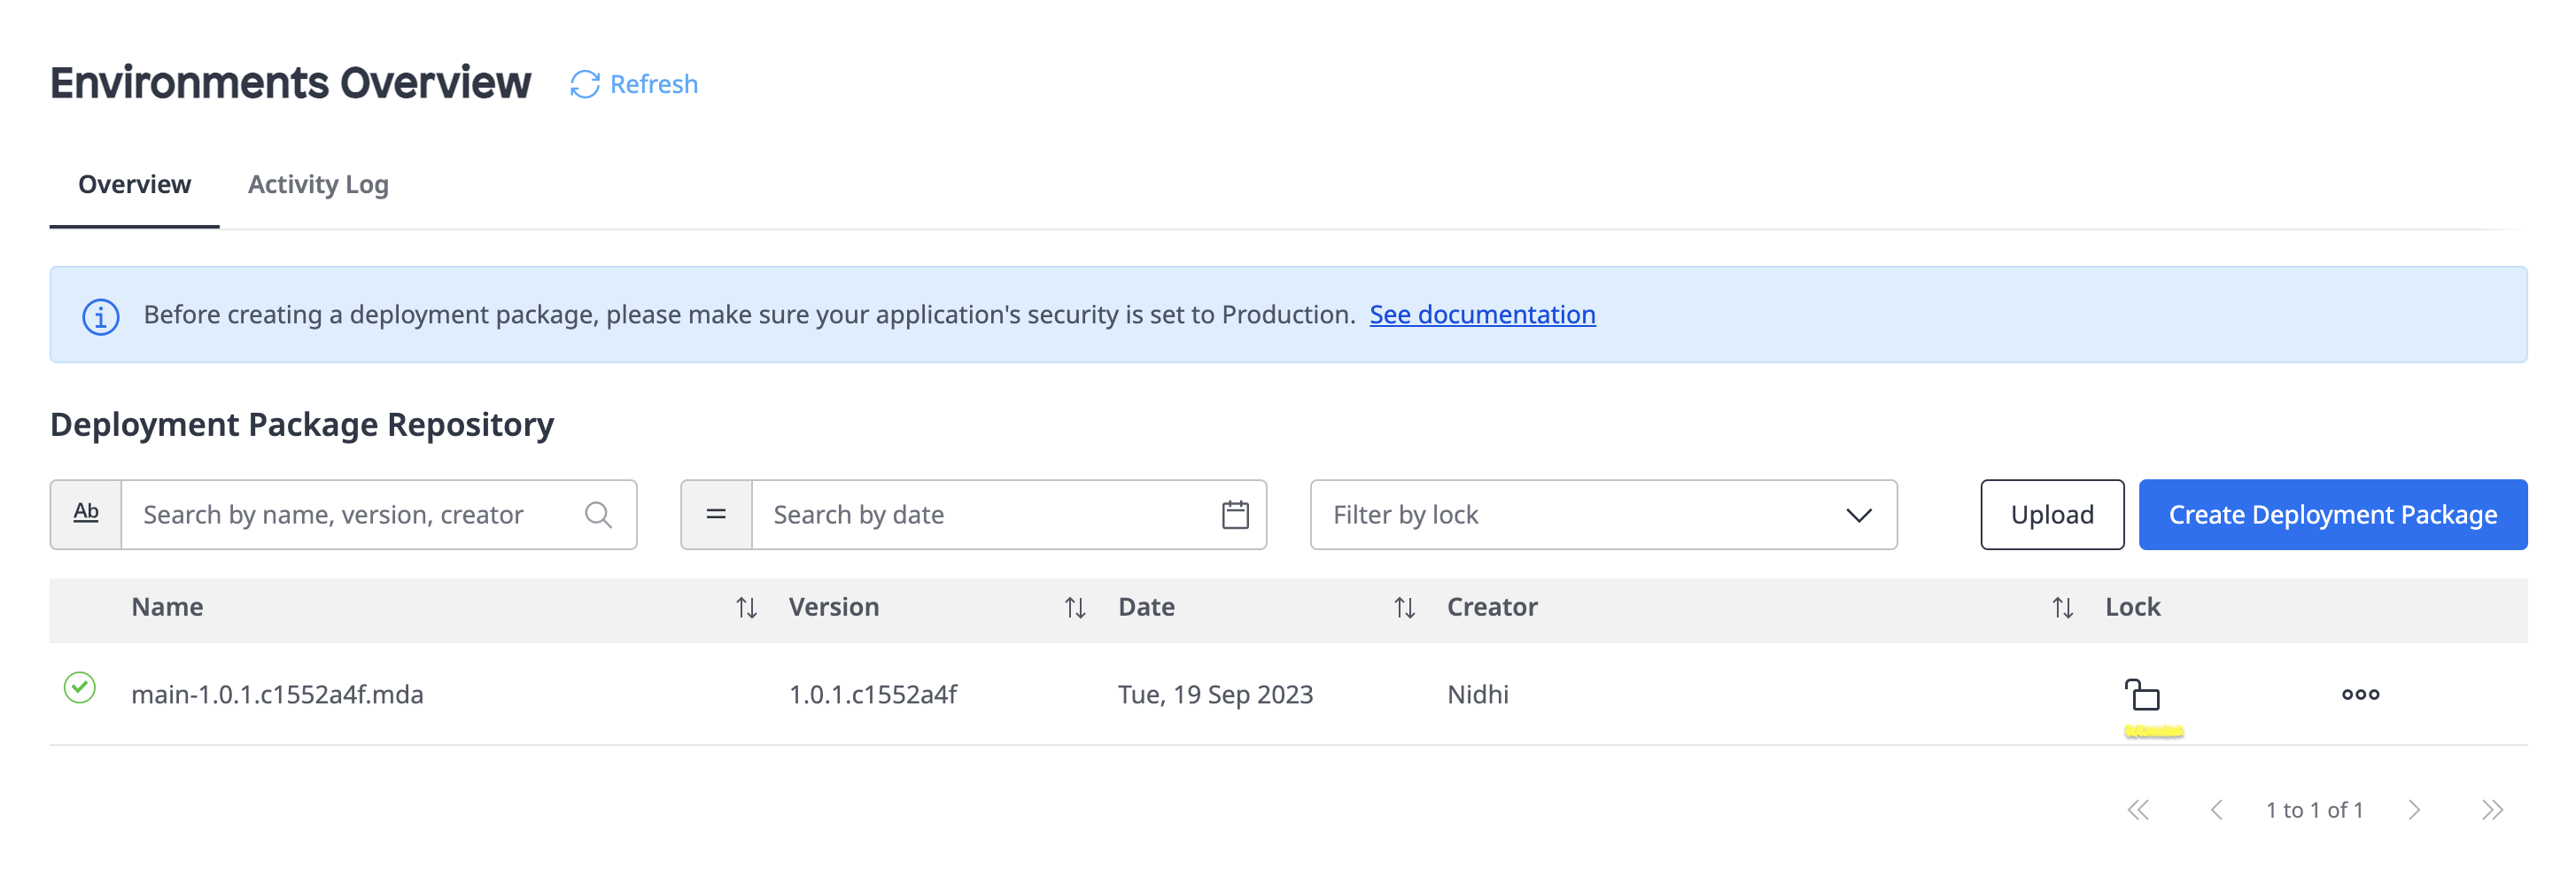 Environments Overview Refresh
Overview Activity Log
Before creating a deployment package, please make sure your application's security is set to Production. See documentation
Deployment Package Repository
Ab Search by name, version, creator = Search by date Filter by lock Upload Create Deployment Package
Name Version Date Creator Lock
main-1.0.1.c1552a4f.mda 1.0.1.c1552a4f Tue, 19 Sep 2023 Nidhi
1 to 1 of 1